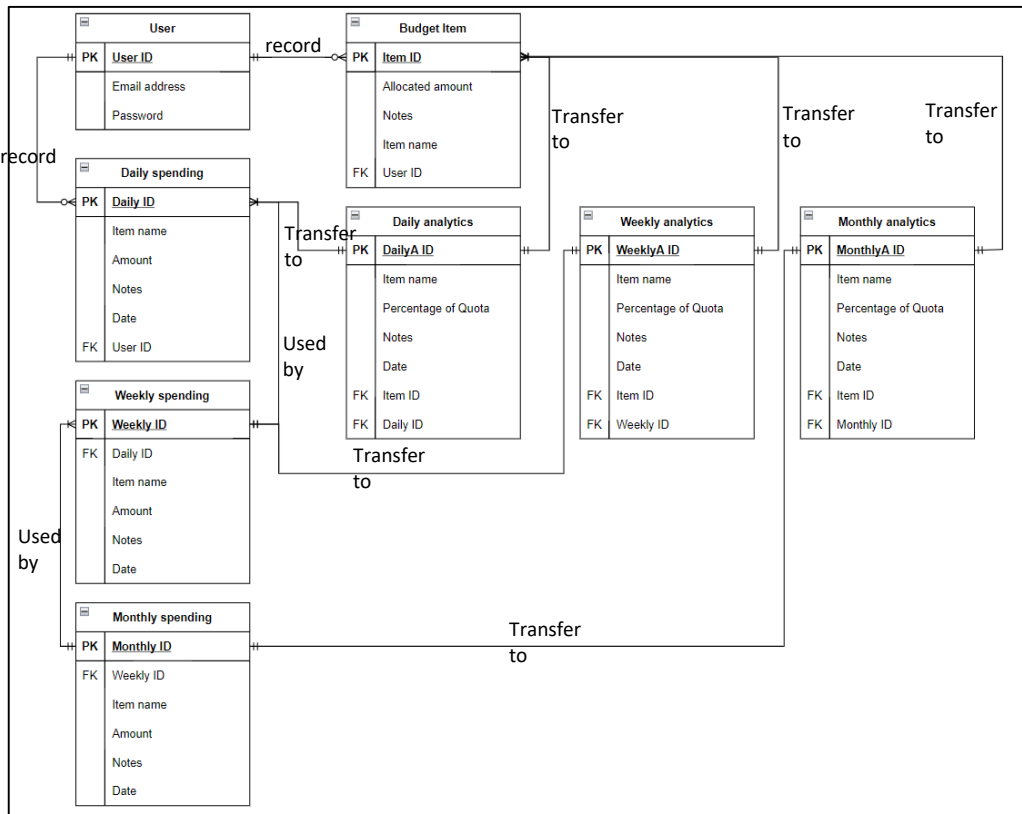 User
PK User ID
Email address
Password
record
Budget Item
PK Item ID
Allocated amount
Notes
Item name
FK User ID
Transfer
to
Transfer
to
Transfer
to
record
Daily spending
PK Daily ID
Item name
Amount
Notes
Date
FK User ID
Transfer
to
Daily analytics
PK DailyA ID
Item name
Percentage of Quota
Notes
Date
FK Item ID
FK Daily ID
Weekly analytics
PK WeeklyA ID
Item name
Percentage of Quota
Notes
Date
FK Item ID
FK Weekly ID
Monthly analytics
PK MonthlyA ID
Item name
Percentage of Quota
Notes
Date
FK Item ID
FK Monthly ID
Used
by
Weekly spending
PK Weekly ID
FK Daily ID
Item name
Amount
Notes
Date
Transfer
to
Used
by
Monthly spending
PK Monthly ID
FK Weekly ID
Item name
Amount
Notes
Date
Transfer
to